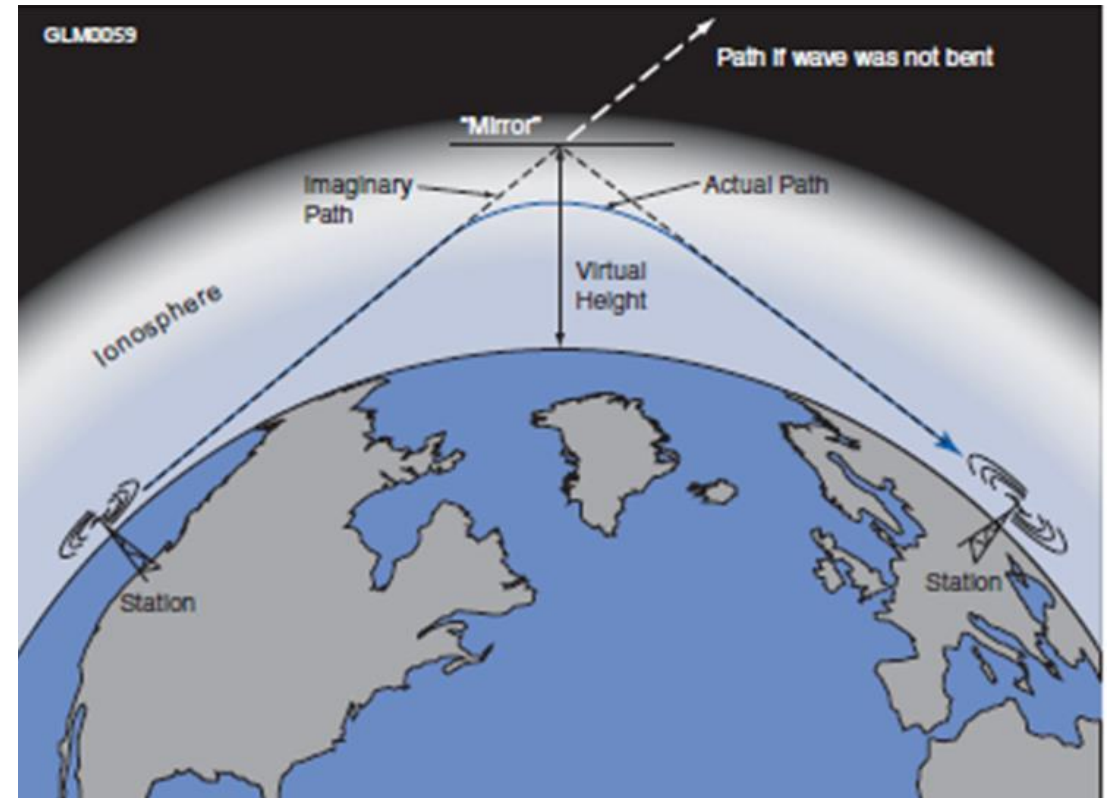 GLM0059
Path if wave was not bent
"Mirror"
Imaginary
Path
Actual Path
Virtual
Height
Ionosphere
Station
Station